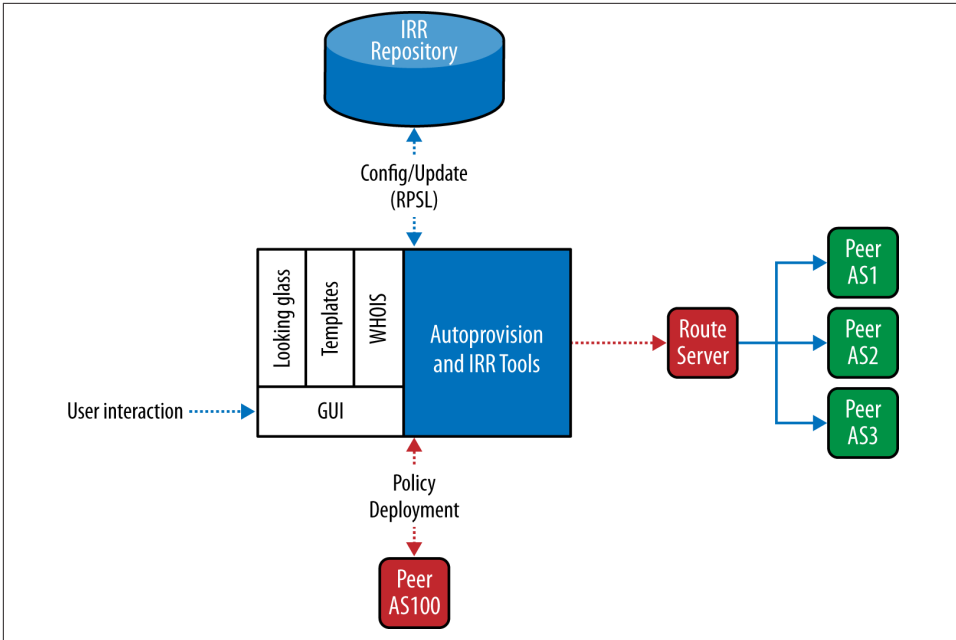 IRR
Repository
Config/Update
(RPSL)
Looking glass
Templates
WHOIS
Autoprovision
and IRR Tools
GUI
User interaction
Route
Server
Peer
AS1
Peer
AS2
Peer
AS3
Policy
Deployment
Peer
AS100